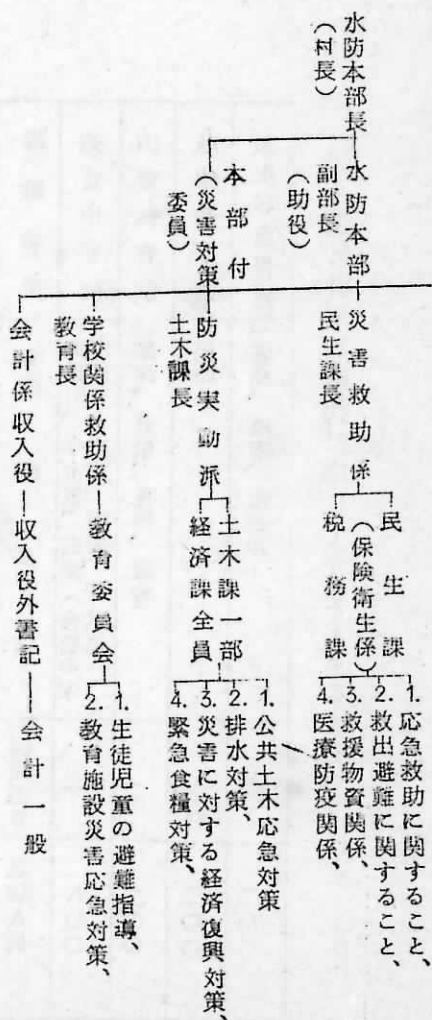 水防本部長
（村長）
水防本部
副部長
（助役）
本部付
（災害対策
委員）
災害救助係
民生課長
民生課
（保険衛生係）
税務課
1.応急救助に関すること、
2.救出避難に関すること、
3.救援物資関係、
4.医療防疫関係、
防災実動派
土木課長
土木課一部
経済課全員
1.公共土木応急対策
2.排水対策、
3.災害に対する経済復興対策、
4.緊急食糧対策、
学校関係救助係
教育長
教育委員会
1.生徒児童の避難指導、
2.教育施設災害応急対策、
会計係収入役
収入役外書記
会計一般